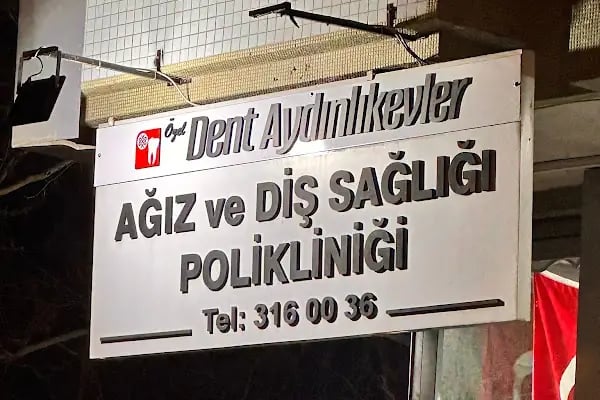 Özel Dent Aydınlıkevler
AĞIZ ve DİŞ SAĞLIĞI
POLİKLİNİĞİ
Tel: 316 00 36